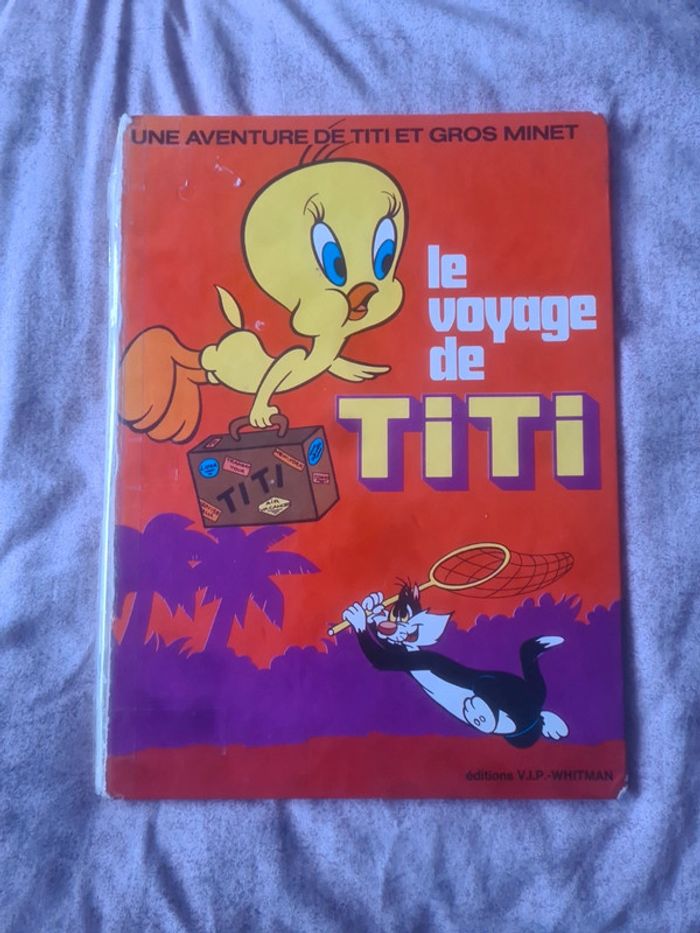 UNE AVENTURE DE TITI ET GROS MINET
le
voyage
de
TiTi
TITI
éditions V.I.P.-WHITMAN